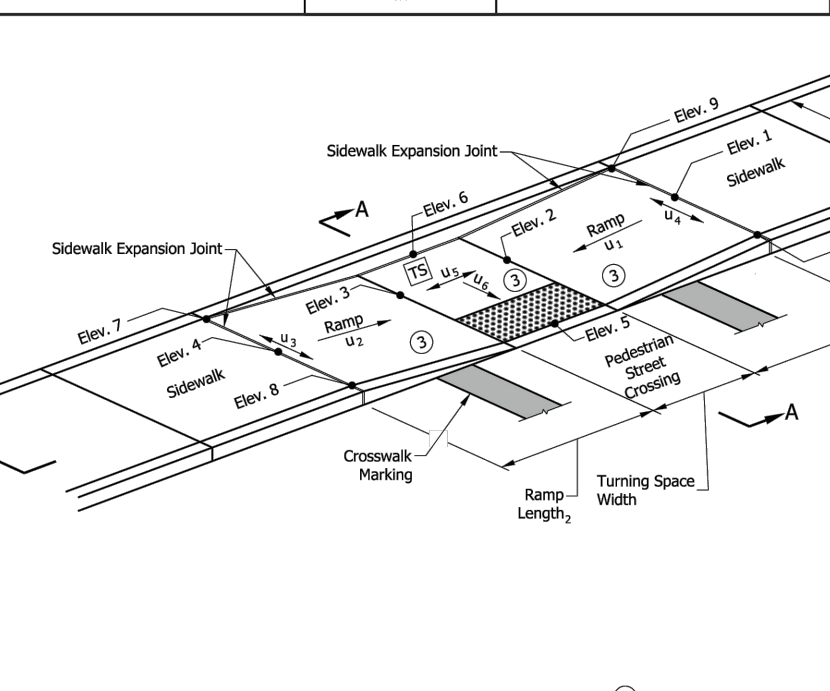 Elev. 9
Sidewalk Expansion Joint
Elev. 1
Sidewalk
A
Elev. 6
Elev. 2
Ramp
u1
u4
Sidewalk Expansion Joint
TS
u5
u6
3
3
Elev. 3
Elev. 7
Ramp
u2
u3
Elev. 4
3
Elev. 5
Sidewalk
Elev. 8
Pedestrian
Street
Crossing
A
Crosswalk
Marking
Turning Space
Width
Ramp
Length2